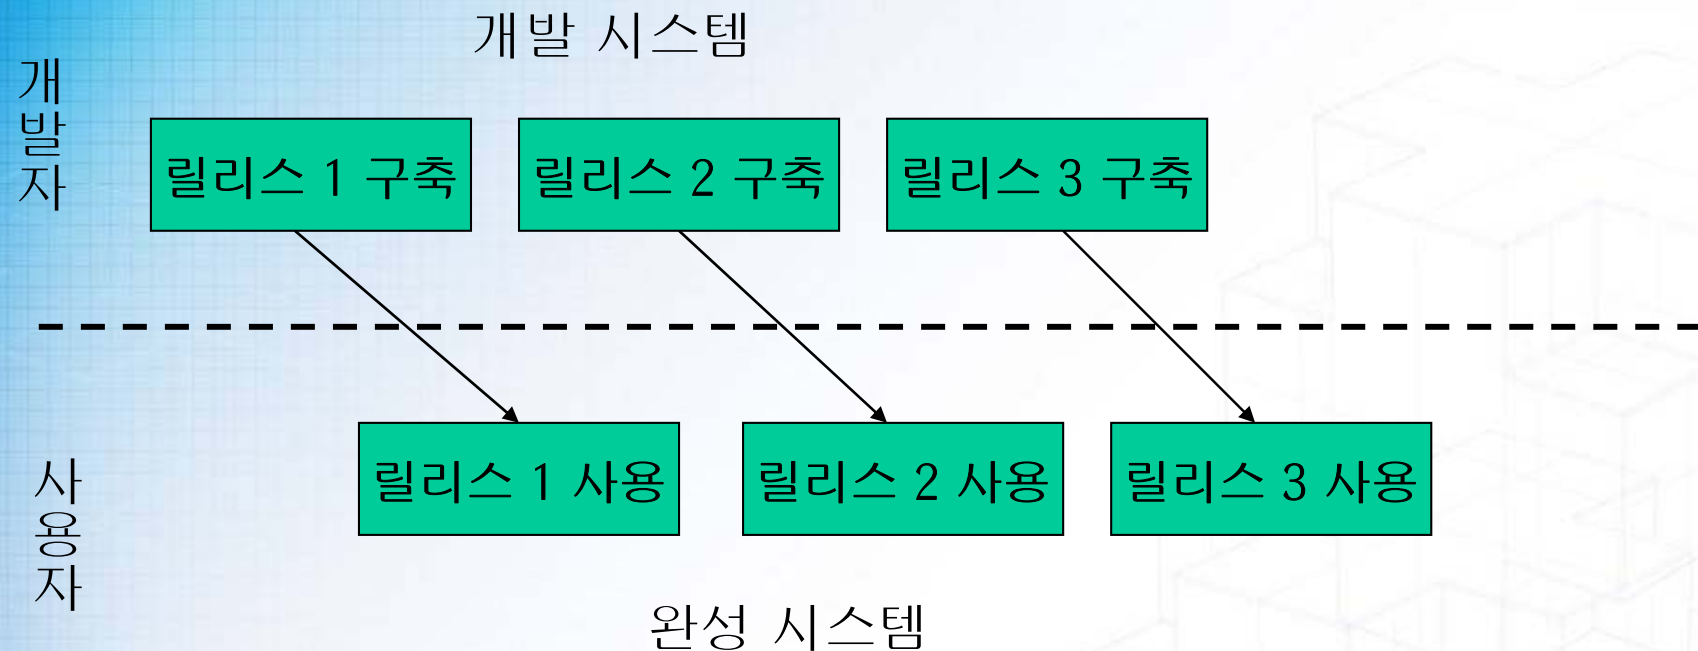 개발 시스템
개발자
릴리스 1 구축
릴리스 2 구축
릴리스 3 구축
사용자
릴리스 1 사용
릴리스 2 사용
릴리스 3 사용
완성 시스템